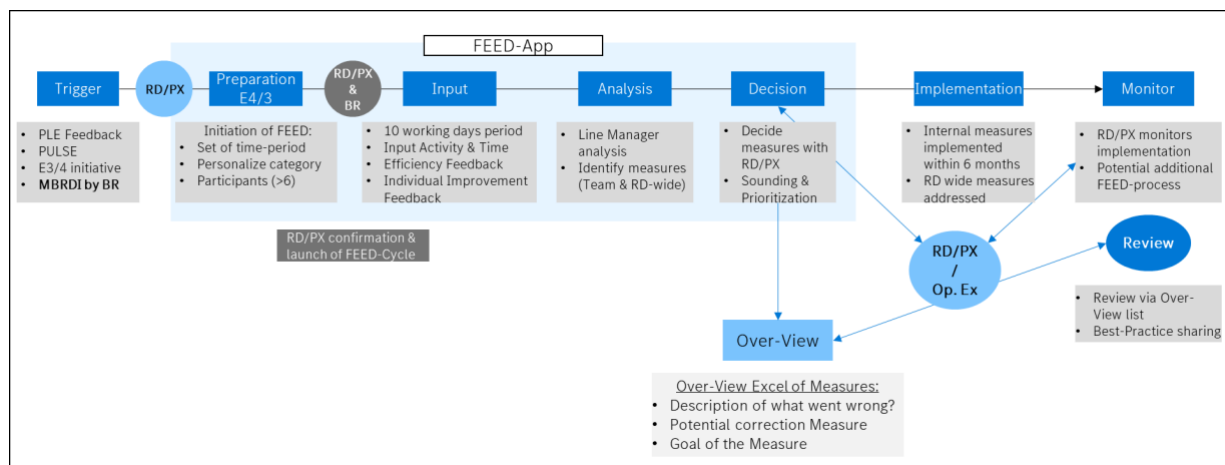 FEED-App
Trigger
RD/PX
Preparation
E4/3
RD/PX
&
BR
Input
Analysis
Decision
Implementation
Monitor
• PLE Feedback
• PULSE
• E3/4 initiative
• MBRDI by BR
Initiation of FEED:
• Set of time-period
• Personalize category
• Participants (>6)
• 10 working days period
• Input Activity & Time
• Efficiency Feedback
• Individual Improvement
Feedback
• Line Manager
analysis
• Identify measures
(Team & RD-wide)
• Decide
measures with
RD/PX
• Sounding &
Prioritization
• Internal measures
implemented
within 6 months
• RD wide measures
addressed
• RD/PX monitors
implementation
• Potential additional
FEED-process
RD/PX confirmation &
launch of FEED-Cycle
RD/PX
/
Op. Ex
Review
• Review via Over-
View list
• Best-Practice sharing
Over-View
Over-View Excel of Measures:
• Description of what went wrong?
• Potential correction Measure
• Goal of the Measure